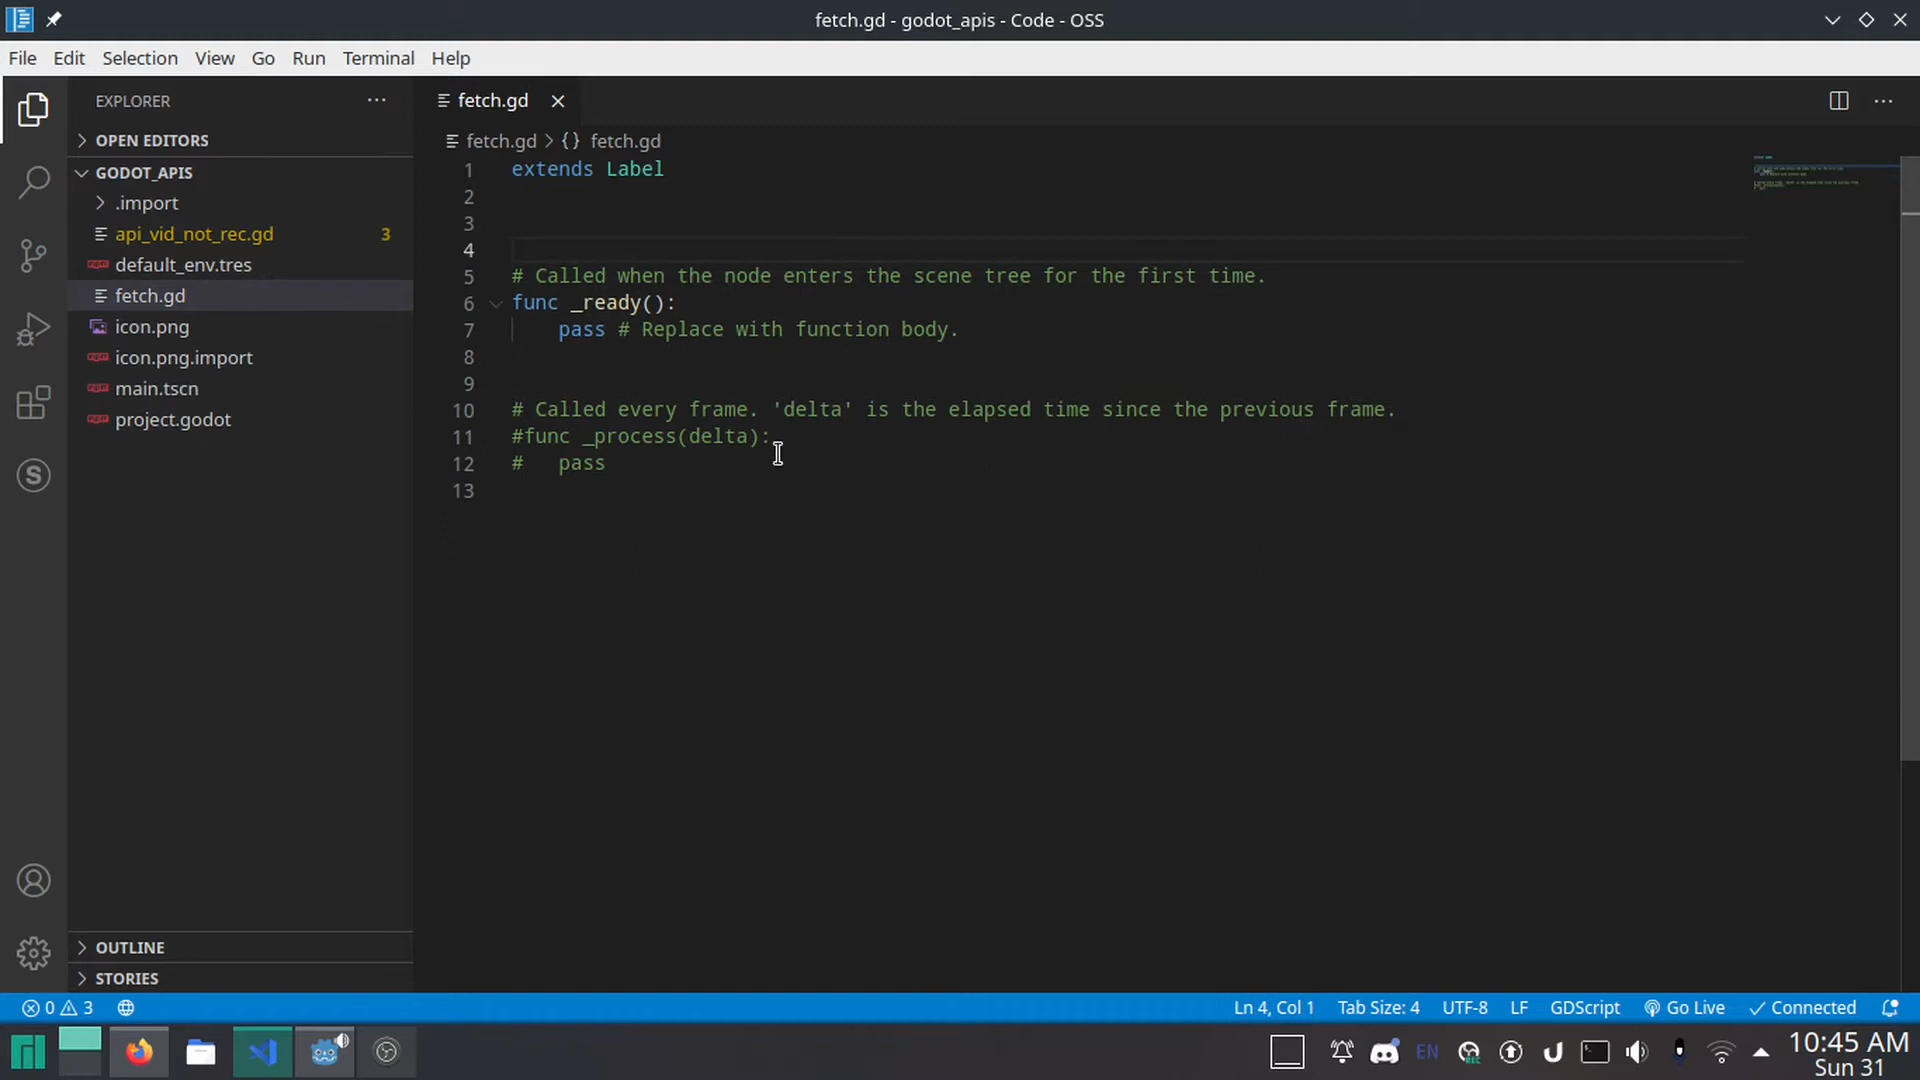 fetch.gd - godot_apis - Code - OSS
File Edit Selection View Go Run Terminal Help
EXPLORER
OPEN EDITORS
GODOT_APIS
.import
api_vid_not_rec.gd 3
default_env.tres
fetch.gd
icon.png
icon.png.import
main.tscn
project.godot
OUTLINE
STORIES
fetch.gd
fetch.gd > {} fetch.gd
1 extends Label
2
3
4
5 # Called when the node enters the scene tree for the first time.
6 func _ready():
7 pass # Replace with function body.
8
9
10 # Called every frame. 'delta' is the elapsed time since the previous frame.
11 #func _process(delta):
12 # pass
13
0 3 Ln 4, Col 1 Tab Size: 4 UTF-8 LF GDScript Go Live Connected
EN REC
10:45 AM
Sun 31